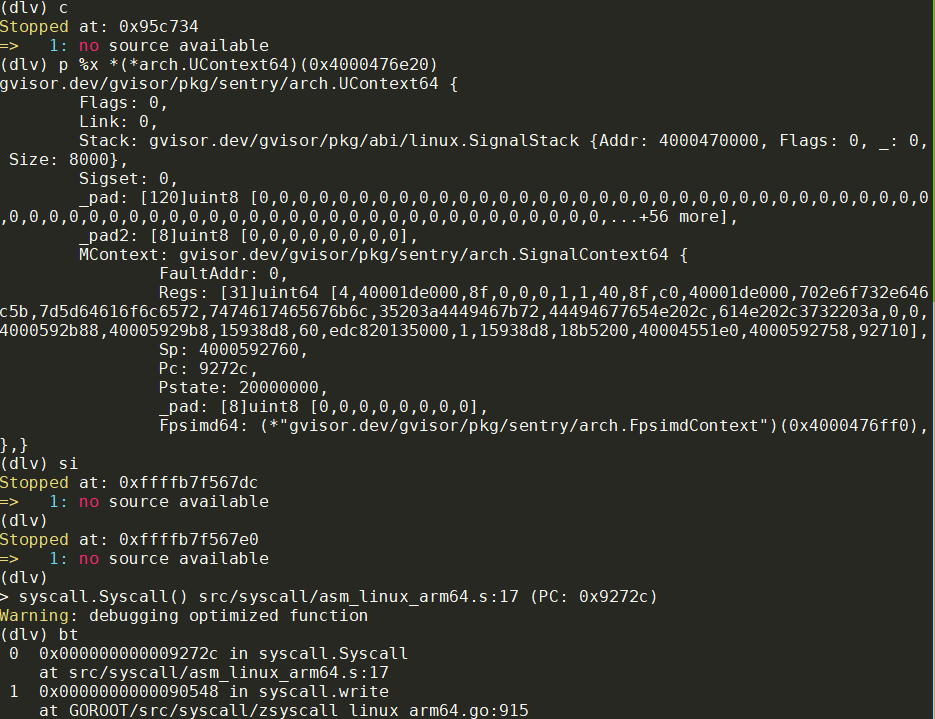 (dlv) c
Stopped at: 0x95c734
=>   1: no source available
(dlv) p %x *(*arch.UContext64)(0x4000476e20)
gvisor.dev/gvisor/pkg/sentry/arch.UContext64 {
        Flags: 0,
        Link: 0,
        Stack: gvisor.dev/gvisor/pkg/abi/linux.SignalStack {Addr: 4000470000, Flags: 0, _: 0,
 Size: 8000},
        Sigset: 0,
        _pad: [120]uint8 [0,0,0,0,0,0,0,0,0,0,0,0,0,0,0,0,0,0,0,0,0,0,0,0,0,0,0,0,0,0,0,0,0,0
,0,0,0,0,0,0,0,0,0,0,0,0,0,0,0,0,0,0,0,0,0,0,0,0,0,0,0,0,0,0,...+56 more],
        _pad2: [8]uint8 [0,0,0,0,0,0,0,0],
        MContext: gvisor.dev/gvisor/pkg/sentry/arch.SignalContext64 {
                FaultAddr: 0,
                Regs: [31]uint64 [4,40001de000,8f,0,0,0,1,1,40,8f,c0,40001de000,702e6f732e646
c5b,7d5d64616f6c6572,7474617465676b6c,35203a4449467b72,44494677654e202c,614e202c3732203a,0,0,
4000592b88,40005929b8,15938d8,60,edc820135000,1,15938d8,18b5200,40004551e0,4000592758,92710],
                Sp: 4000592760,
                Pc: 9272c,
                Pstate: 20000000,
                _pad: [8]uint8 [0,0,0,0,0,0,0,0],
                Fpsimd64: (*"gvisor.dev/gvisor/pkg/sentry/arch.FpsimdContext")(0x4000476ff0),
},}
(dlv) si
Stopped at: 0xffffb7f567dc
=>   1: no source available
(dlv)
Stopped at: 0xffffb7f567e0
=>   1: no source available
(dlv)
> syscall.Syscall() src/syscall/asm_linux_arm64.s:17 (PC: 0x9272c)
Warning: debugging optimized function
(dlv) bt
 0  0x000000000009272c in syscall.Syscall
    at src/syscall/asm_linux_arm64.s:17
 1  0x0000000000090548 in syscall.write
    at GOROOT/src/syscall/zsyscall_linux_arm64.go:915